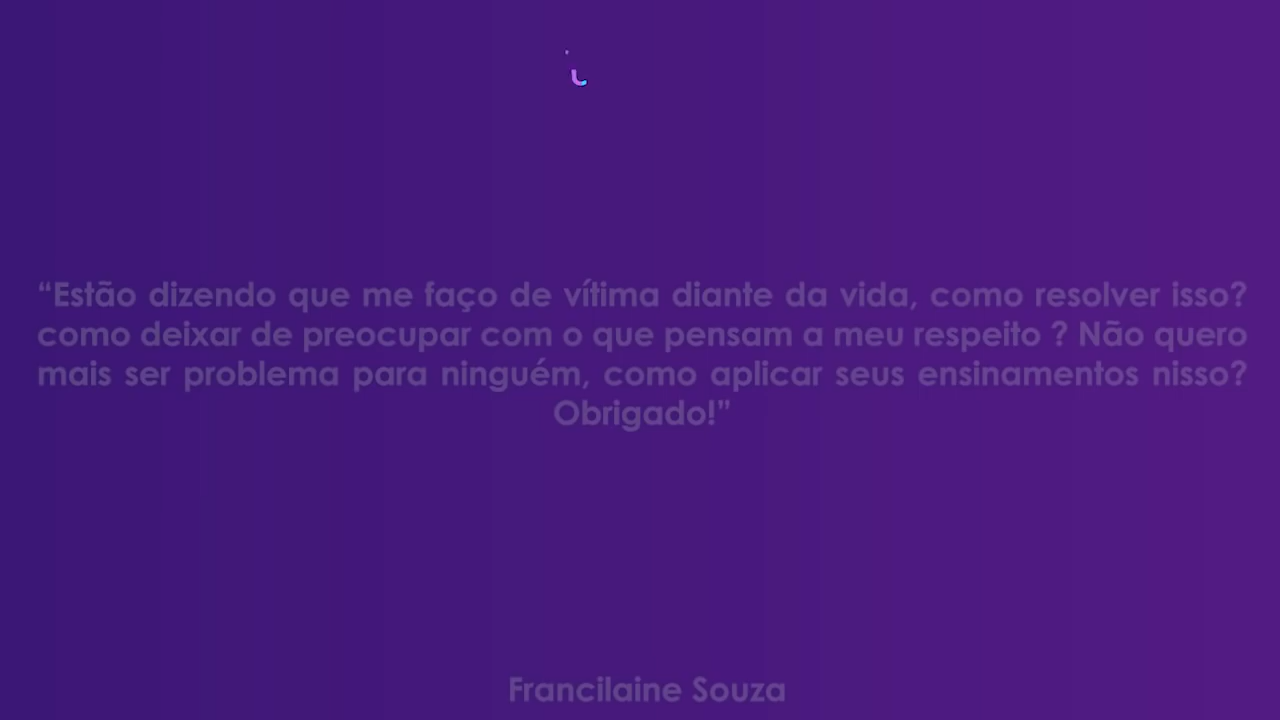 “Estão dizendo que me faço de vítima diante da vida, como resolver isso?
como deixar de preocupar com o que pensam a meu respeito ? Não quero
mais ser problema para ninguém, como aplicar seus ensinamentos nisso?
Obrigado!”
Francilaine Souza